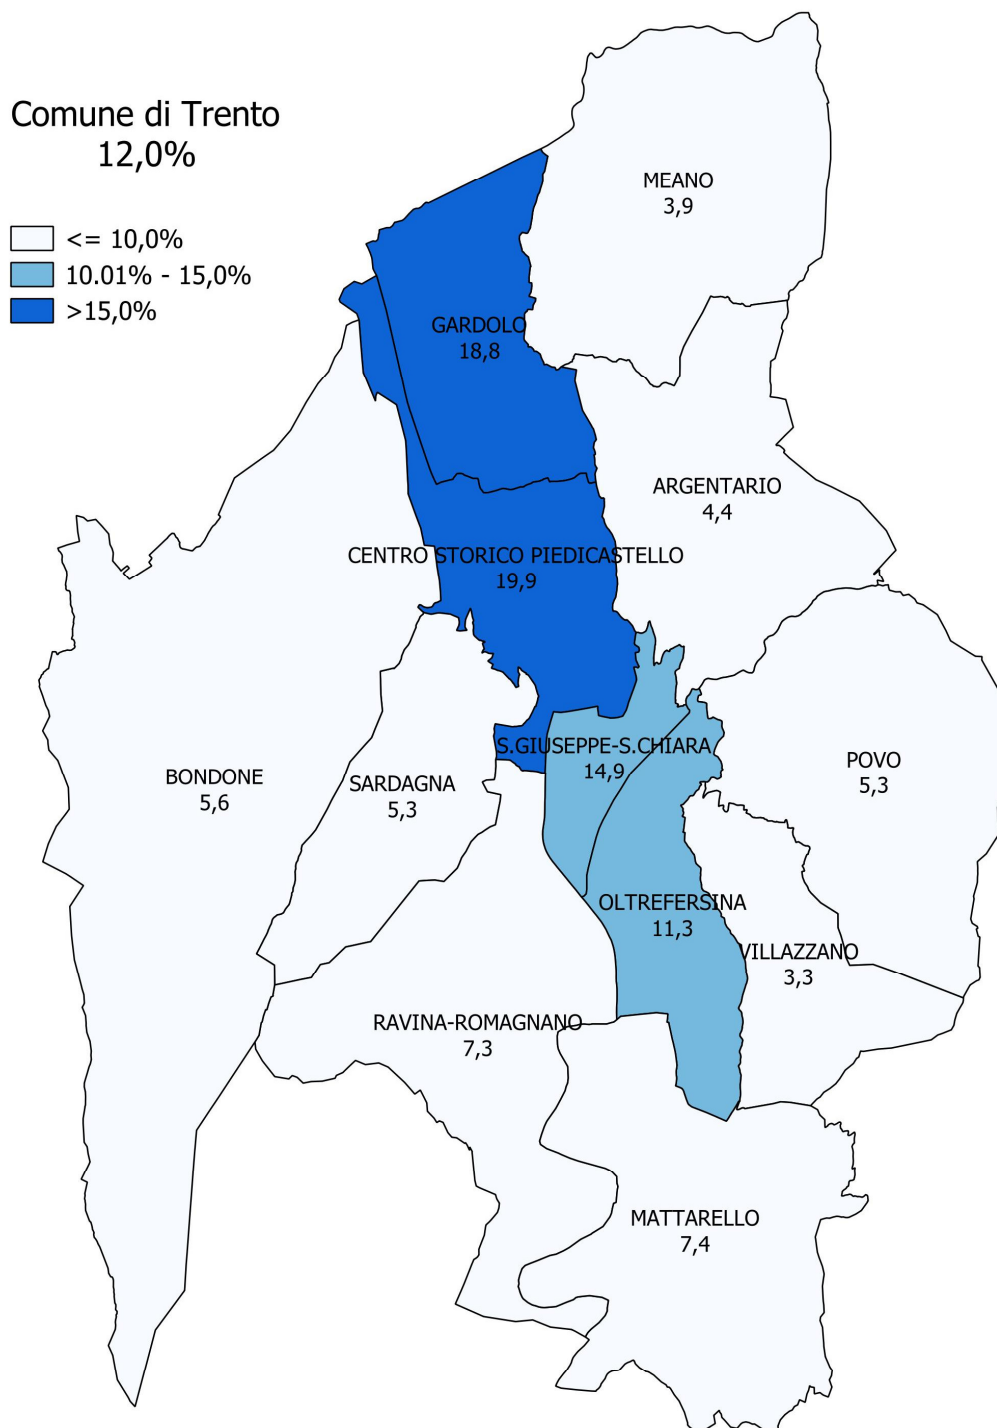 Comune di Trento
12,0%
<= 10,0%
10.01% - 15,0%
>15,0%
MEANO
3,9
GARDOLO
18,8
ARGENTARIO
4,4
CENTRO STORICO PIEDICASTELLO
19,9
S.GIUSEPPE-S.CHIARA
14,9
POVO
5,3
BONDONE
5,6
SARDAGNA
5,3
OLTREFERSINA
11,3
VILLAZZANO
3,3
RAVINA-ROMAGNANO
7,3
MATTARELLO
7,4